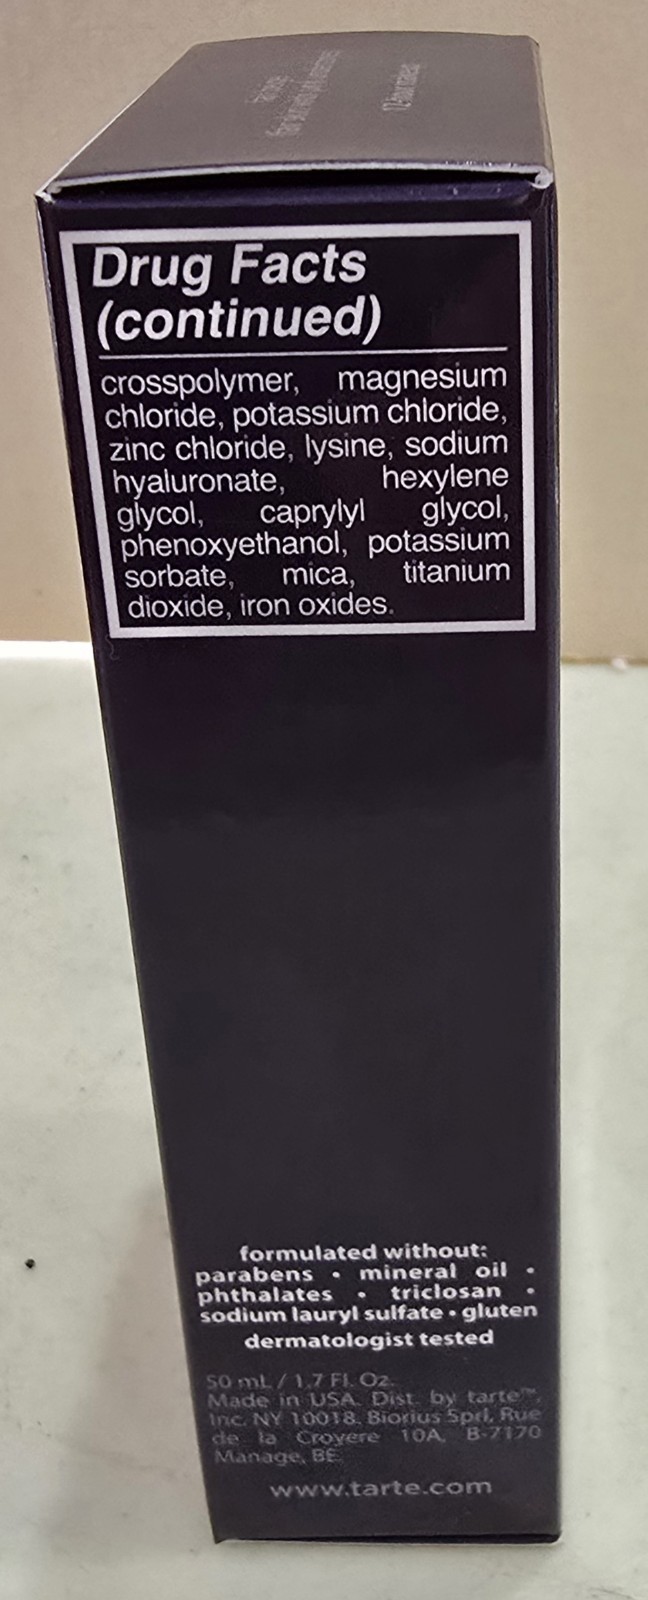 12-hour
Drug Facts
(continued)
crosspolymer, magnesium
chloride, potassium chloride,
zinc chloride, lysine, sodium
hyaluronate, hexylene
glycol, caprylyl glycol,
phenoxyethanol, potassium
sorbate, mica, titanium
dioxide, iron oxides.
formulated without:
parabens • mineral oil •
phthalates • triclosan •
sodium lauryl sulfate • gluten
dermatologist tested
50 mL / 1.7 Fl. Oz.
Made in USA. Dist. by tarte™,
Inc. NY 10018. Biorius Sprl, Rue
de la Croyere 10A, B-7170
Manage, BE
www.tarte.com